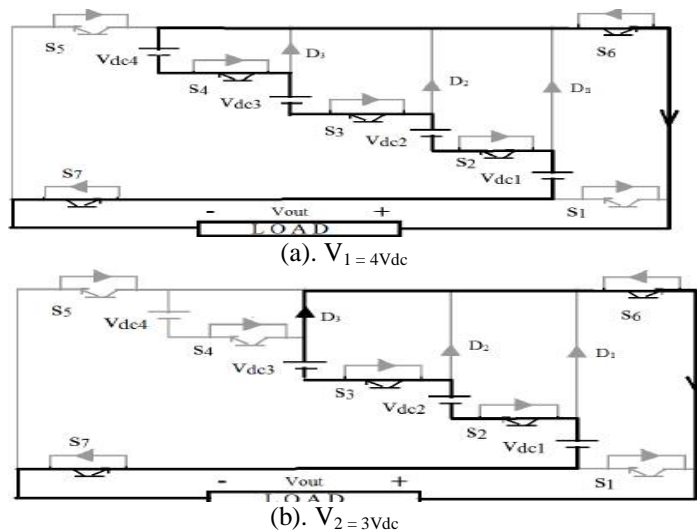 S5
Vdc4
D3
S6
S4
Vdc3
D2
D1
S3
Vdc2
S2
Vdc1
S7
- Vout +
S1
LOAD
(a). V1 = 4Vdc
S5
Vdc4
D3
S6
S4
Vdc3
D2
D1
S3
Vdc2
S2
Vdc1
S7
- Vout +
S1
LOAD
(b). V2 = 3Vdc